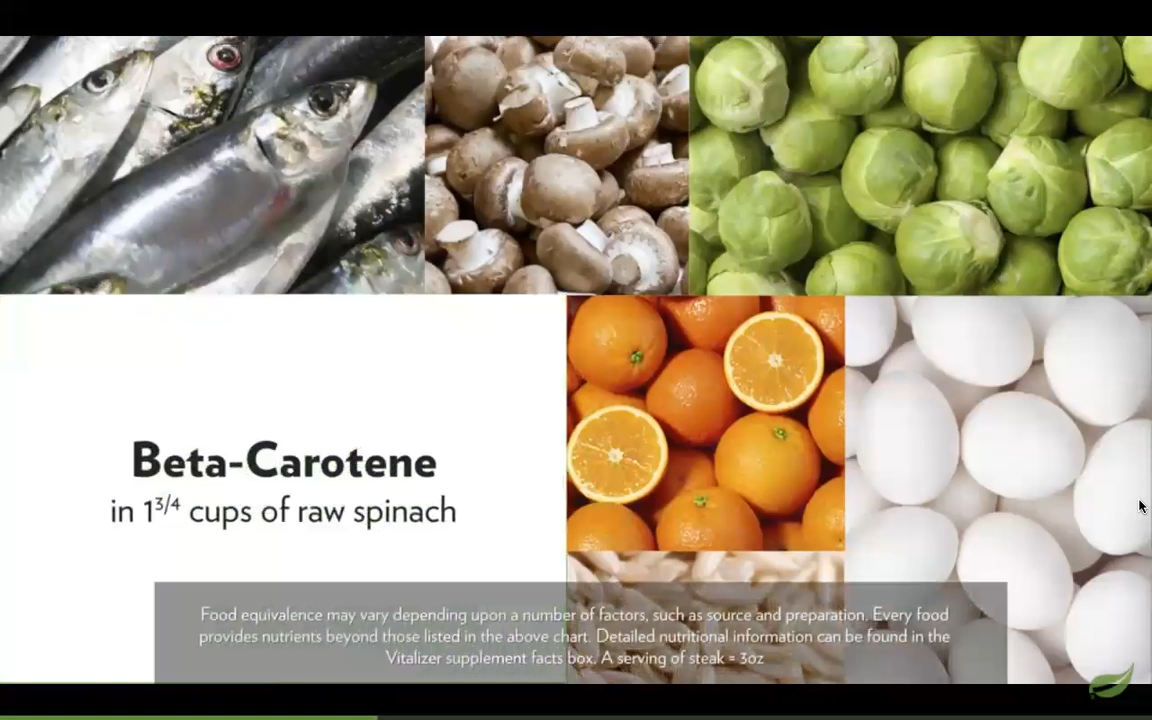 Beta-Carotene
in 1³/⁴ cups of raw spinach
Food equivalence may vary depending upon a number of factors, such as source and preparation. Every food
provides nutrients beyond those listed in the above chart. Detailed nutritional information can be found in the
Vitalizer supplement facts box. A serving of steak = 3oz